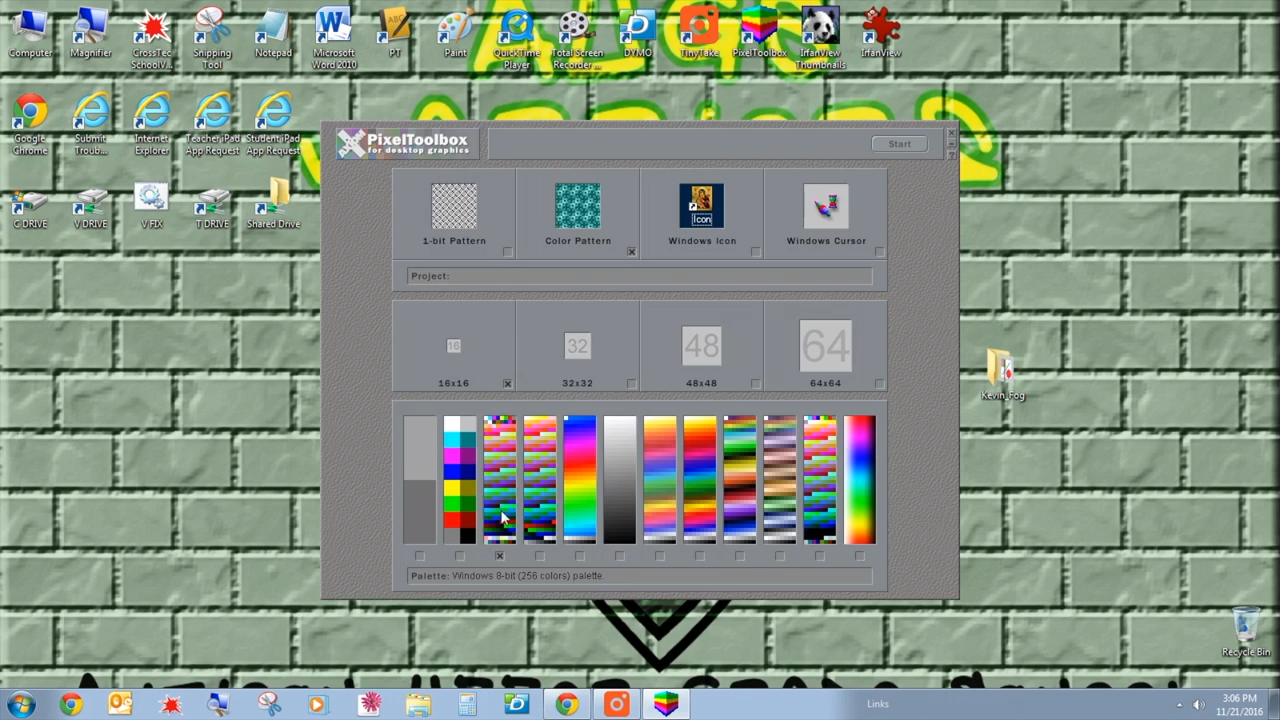 Computer
Magnifier
CrossTec SchoolV...
Snipping Tool
Notepad
Microsoft Word 2010
PT
Paint
QuickTime Player
Total Screen Recorder ...
DYMO
TinyTake
PixelToolbox
IrfanView Thumbnails
IrfanView
Google Chrome
Submit Troub...
Internet Explorer
Teacher iPad App Request
Student iPad App Request
C DRIVE
V DRIVE
V FIX
T DRIVE
Shared Drive
PixelToolbox
for desktop graphics
Start
Icon
1-bit Pattern
Color Pattern
Windows Icon
Windows Cursor
Project:
16
32
48
64
16x16
32x32
48x48
64x64
Palette: Windows 8-bit (256 colors) palette.
Kevin_Fog
Recycle Bin
Links
3:06 PM
11/21/2016